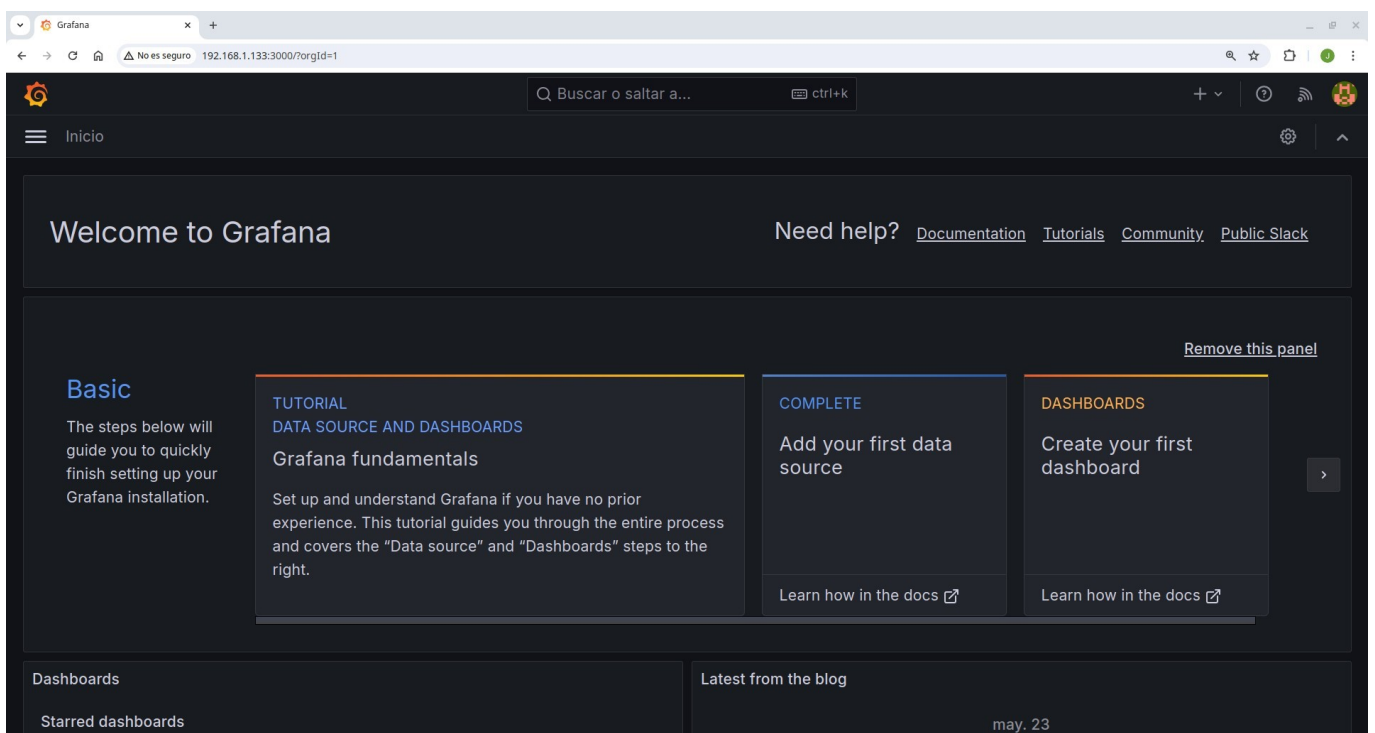 Grafana
No es seguro 192.168.1.133:3000/?orgId=1
J
Buscar o saltar a... ctrl+k
Inicio
Welcome to Grafana
Need help? Documentation Tutorials Community Public Slack
Remove this panel
Basic
The steps below will
guide you to quickly
finish setting up your
Grafana installation.
TUTORIAL
DATA SOURCE AND DASHBOARDS
Grafana fundamentals
Set up and understand Grafana if you have no prior
experience. This tutorial guides you through the entire process
and covers the “Data source” and “Dashboards” steps to the
right.
COMPLETE
Add your first data
source
Learn how in the docs
DASHBOARDS
Create your first
dashboard
Learn how in the docs
Dashboards
Starred dashboards
Latest from the blog
may. 23